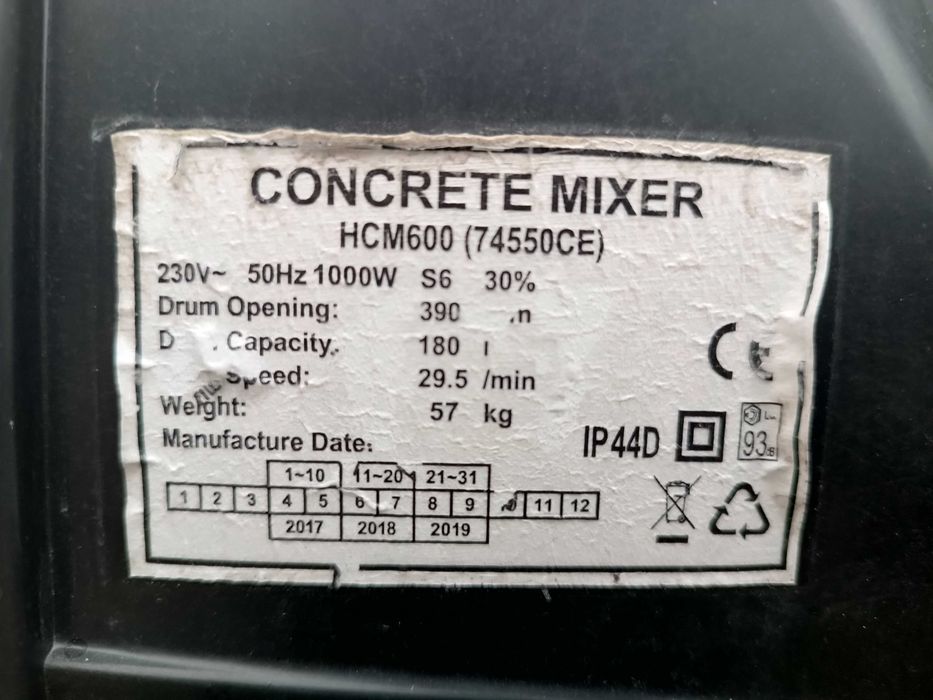 CONCRETE MIXER
HCM600 (74550CE)
230V~ 50Hz 1000W S6 30%
Drum Opening: 390
Capacity: 180 l
Speed: 29.5 /min
Weight: 57 kg
Manufacture Date:
IP44D
93dB
1~10 11~20 21~31
1 2 3 4 5 6 7 8 9 11 12
2017 2018 2019
CE